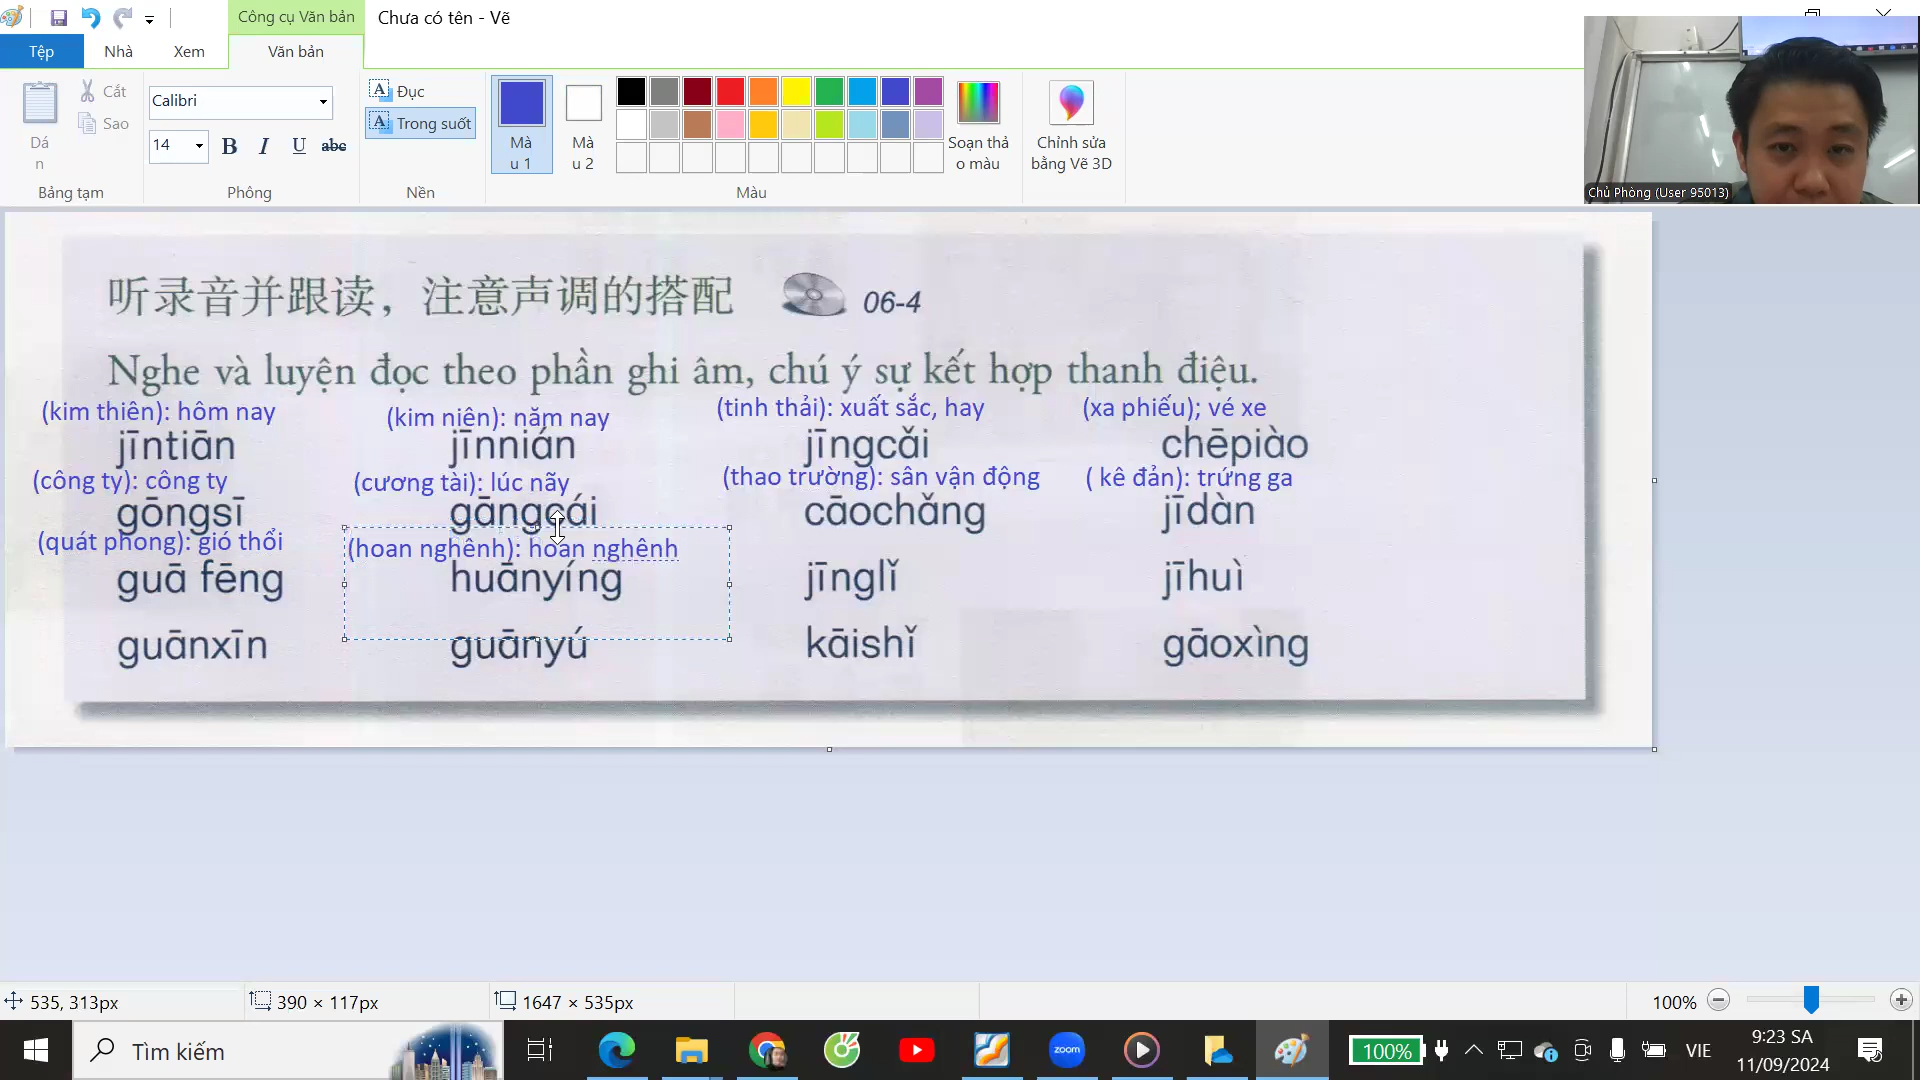 Công cụ Văn bản
Chưa có tên - Vẽ
Tệp
Nhà
Xem
Văn bản
Dán
Cắt
Sao
Bảng tạm
Calibri
14
B I U abc
Phông
Đục
Trong suốt
Nền
Màu 1
Màu 2
Soạn thảo màu
Màu
Chỉnh sửa bằng Vẽ 3D
Chủ Phòng (User 95013)
听录音并跟读，注意声调的搭配 06-4
Nghe và luyện đọc theo phần ghi âm, chú ý sự kết hợp thanh điệu.
(kim thiên): hôm nay (kim niên): năm nay (tinh thải): xuất sắc, hay (xa phiếu); vé xe
jīntiān jīnnián jīngcǎi chēpiào
(công ty): công ty (cương tài): lúc nãy (thao trường): sân vận động ( kê đản): trứng ga
gōngsī gāngcái cāochǎng jīdàn
(quát phong): gió thổi (hoan nghênh): hoan nghênh
guā fēng huānyíng jīnglǐ jīhuì
guānxīn guānyú kāishǐ gāoxìng
535, 313px
390 × 117px
1647 × 535px
100%
Tìm kiếm
zoom
100%
VIE
9:23 SA
11/09/2024